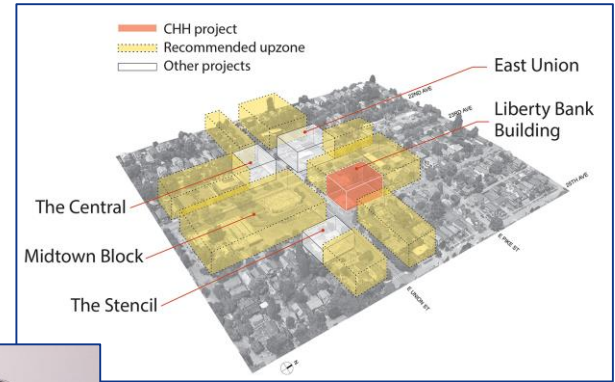 CHH project
Recommended upzone
Other projects
East Union
22ND AVE
23RD AVE
Liberty Bank
Building
25TH AVE
The Central
Midtown Block
E PIKE ST
The Stencil
E UNION ST